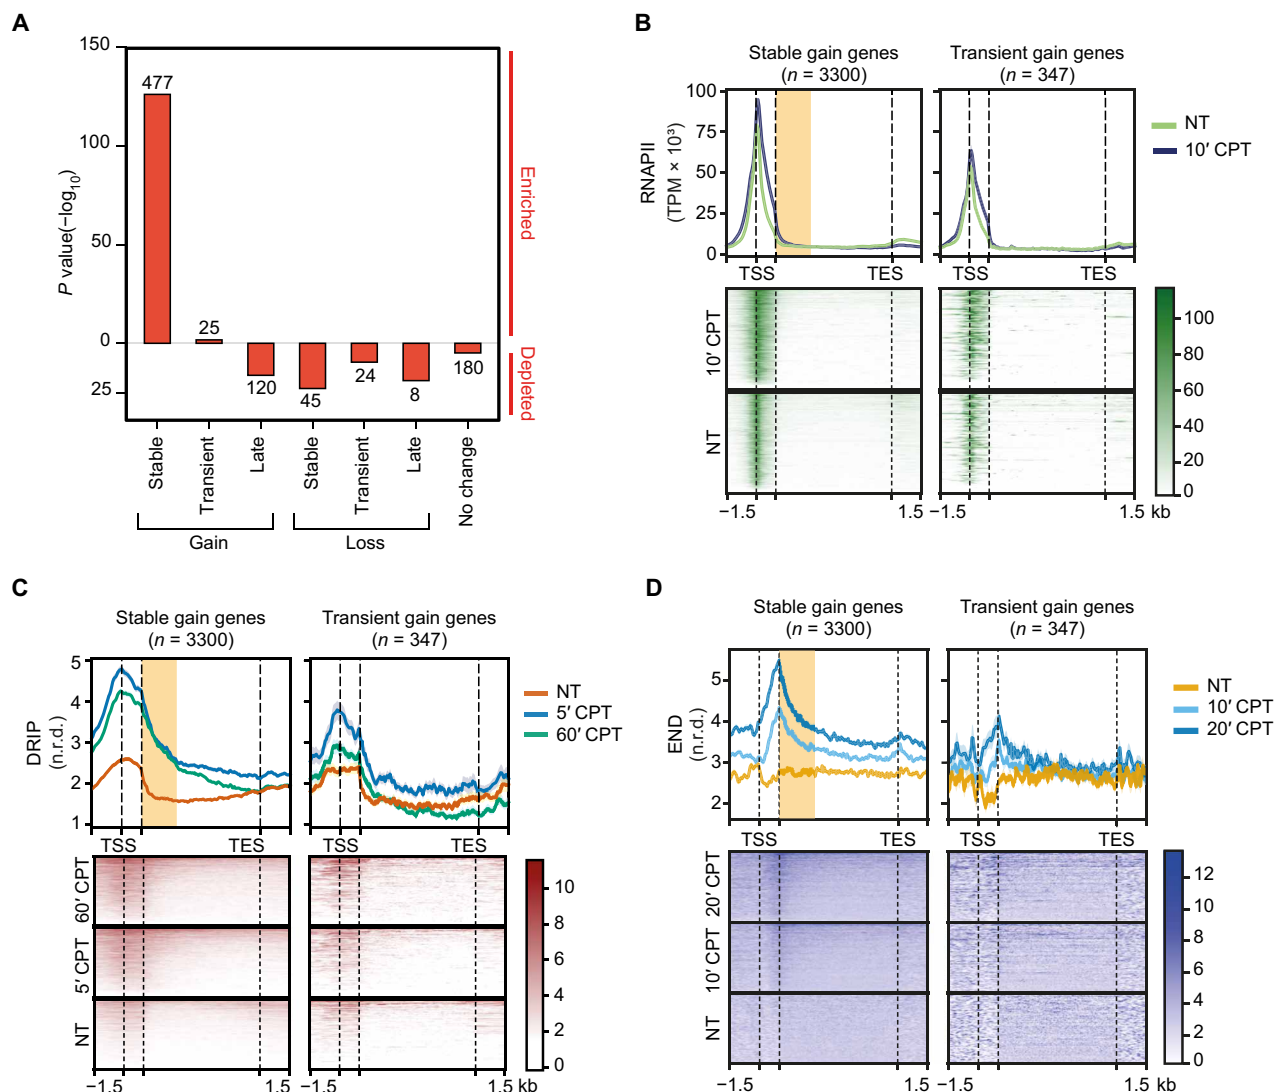 A
150
100
50
0
25
P value(−log10)
477
25
120
45
24
8
180
Enriched
Depleted
Stable
Transient
Late
Stable
Transient
Late
No change
Gain
Loss
B
Stable gain genes
(n = 3300)
Transient gain genes
(n = 347)
100
75
50
25
0
RNAPII
(TPM × 10³)
NT
10′ CPT
TSS
TES
TSS
TES
10′ CPT
NT
−1.5
1.5
−1.5
1.5 kb
100
80
60
40
20
0
C
Stable gain genes
(n = 3300)
Transient gain genes
(n = 347)
5
4
3
2
1
DRIP
(n.r.d.)
NT
5′ CPT
60′ CPT
TSS
TES
TSS
TES
60′ CPT
5′ CPT
NT
−1.5
1.5
−1.5
1.5 kb
10
8
6
4
2
0
D
Stable gain genes
(n = 3300)
Transient gain genes
(n = 347)
5
4
3
2
END
(n.r.d.)
NT
10′ CPT
20′ CPT
TSS
TES
TSS
TES
20′ CPT
10′ CPT
NT
−1.5
1.5
−1.5
1.5 kb
12
10
8
6
4
2
0